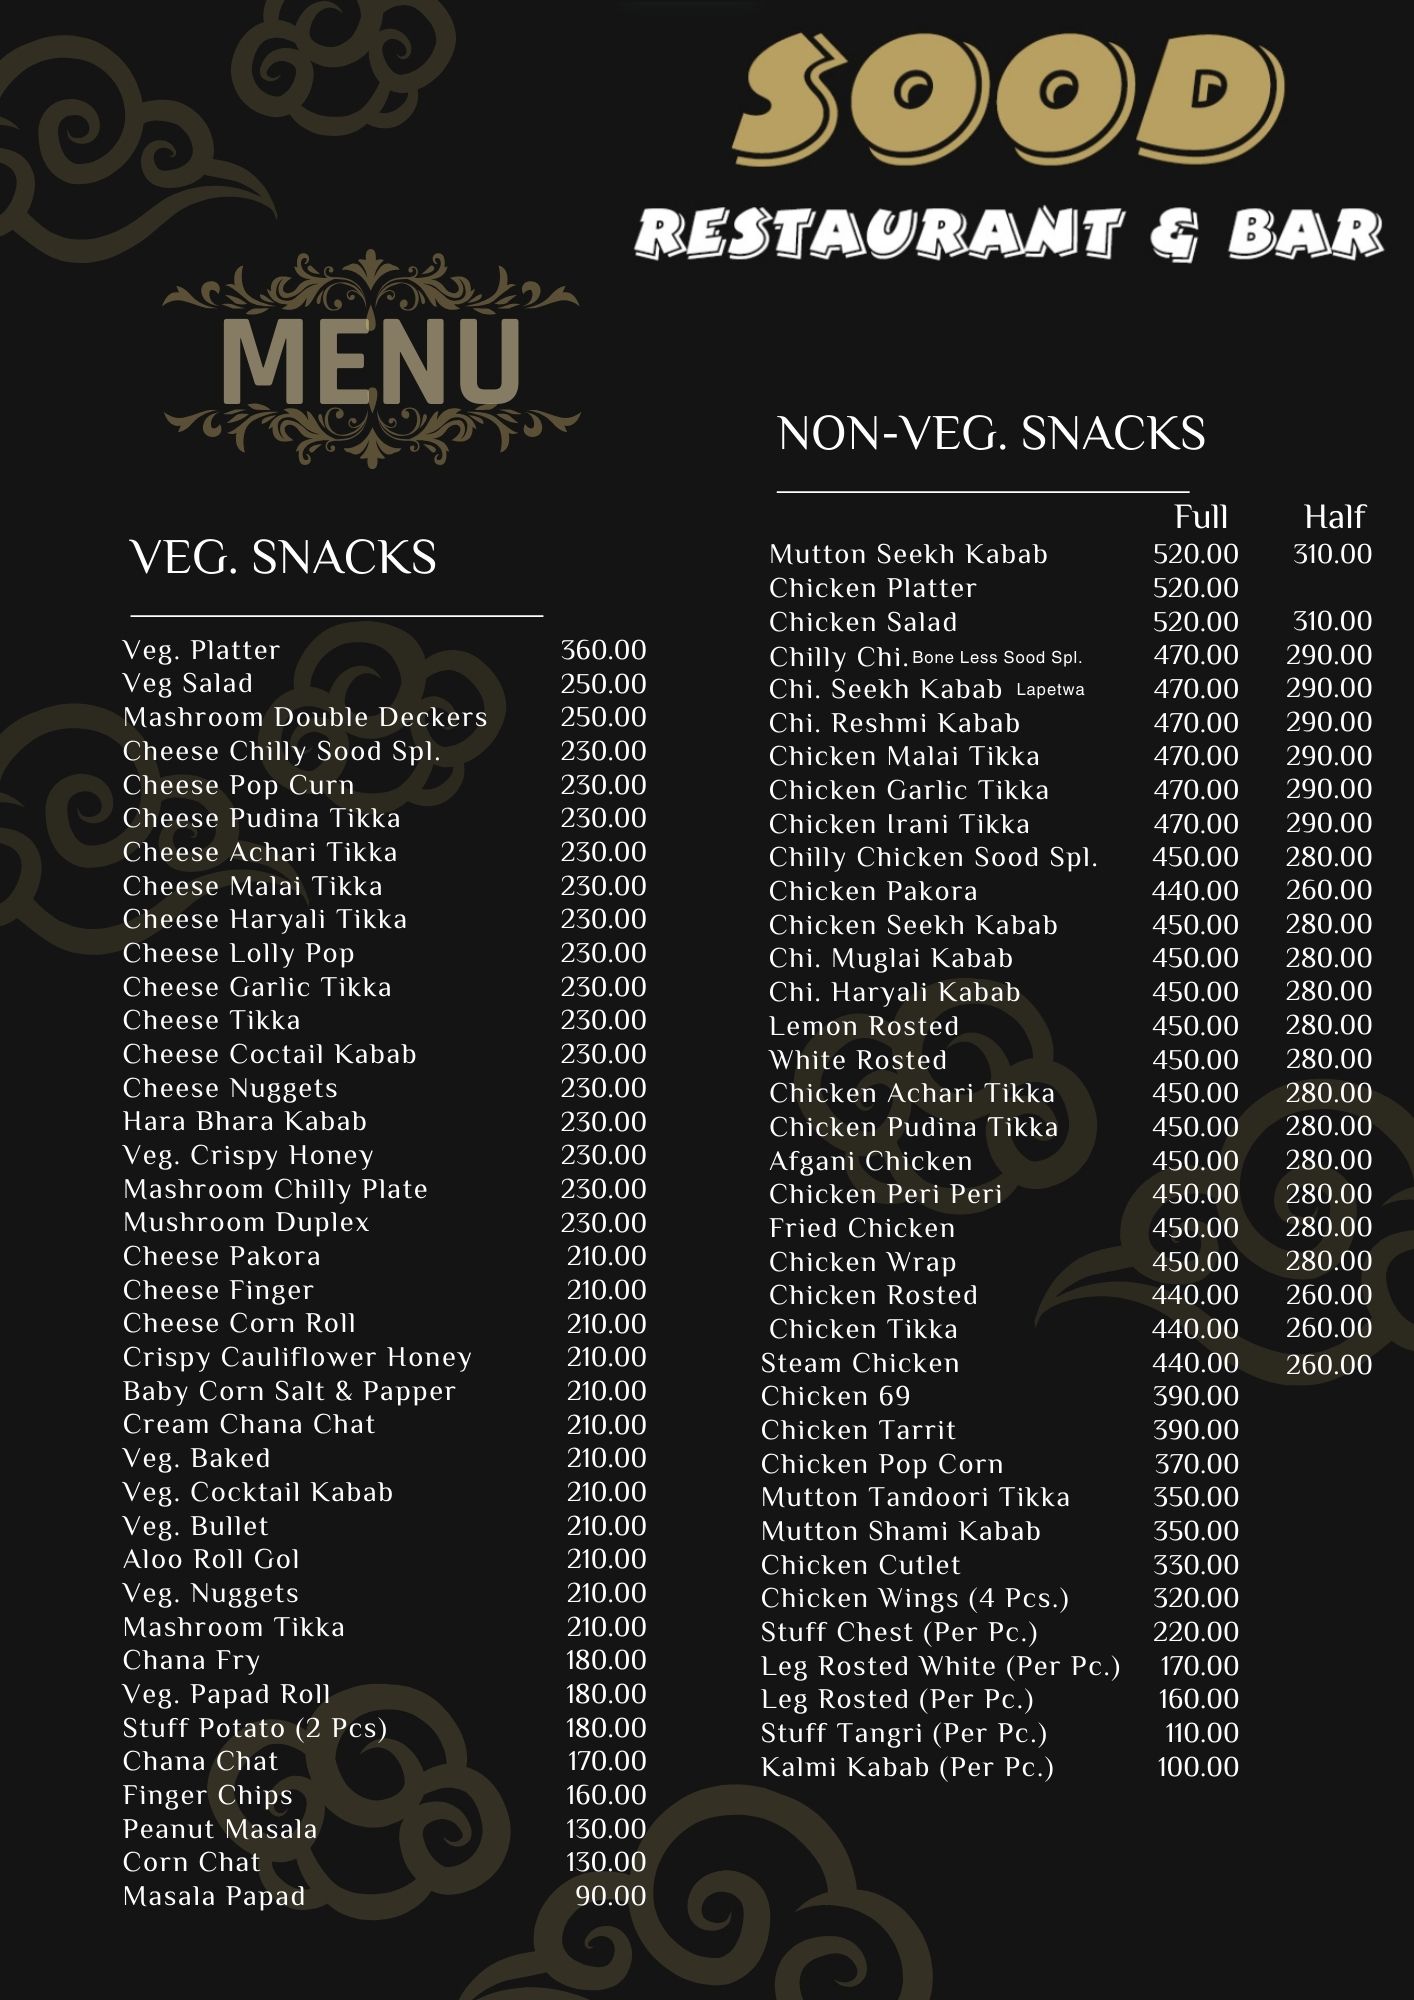 SOOD
RESTAURANT & BAR
MENU
VEG. SNACKS
Veg. Platter 360.00
Veg Salad 250.00
Mashroom Double Deckers 250.00
Cheese Chilly Sood Spl. 230.00
Cheese Pop Curn 230.00
Cheese Pudina Tikka 230.00
Cheese Achari Tikka 230.00
Cheese Malai Tikka 230.00
Cheese Haryali Tikka 230.00
Cheese Lolly Pop 230.00
Cheese Garlic Tikka 230.00
Cheese Tikka 230.00
Cheese Coctail Kabab 230.00
Cheese Nuggets 230.00
Hara Bhara Kabab 230.00
Veg. Crispy Honey 230.00
Mashroom Chilly Plate 230.00
Mushroom Duplex 230.00
Cheese Pakora 210.00
Cheese Finger 210.00
Cheese Corn Roll 210.00
Crispy Cauliflower Honey 210.00
Baby Corn Salt & Papper 210.00
Cream Chana Chat 210.00
Veg. Baked 210.00
Veg. Cocktail Kabab 210.00
Veg. Bullet 210.00
Aloo Roll Gol 210.00
Veg. Nuggets 210.00
Mashroom Tikka 210.00
Chana Fry 180.00
Veg. Papad Roll 180.00
Stuff Potato (2 Pcs) 180.00
Chana Chat 170.00
Finger Chips 160.00
Peanut Masala 130.00
Corn Chat 130.00
Masala Papad 90.00
NON-VEG. SNACKS
Full Half
Mutton Seekh Kabab 520.00 310.00
Chicken Platter 520.00
Chicken Salad 520.00 310.00
Chilly Chi. Bone Less Sood Spl. 470.00 290.00
Chi. Seekh Kabab Lapetwa 470.00 290.00
Chi. Reshmi Kabab 470.00 290.00
Chicken Malai Tikka 470.00 290.00
Chicken Garlic Tikka 470.00 290.00
Chicken Irani Tikka 470.00 290.00
Chilly Chicken Sood Spl. 450.00 280.00
Chicken Pakora 440.00 260.00
Chicken Seekh Kabab 450.00 280.00
Chi. Muglai Kabab 450.00 280.00
Chi. Haryali Kabab 450.00 280.00
Lemon Rosted 450.00 280.00
White Rosted 450.00 280.00
Chicken Achari Tikka 450.00 280.00
Chicken Pudina Tikka 450.00 280.00
Afgani Chicken 450.00 280.00
Chicken Peri Peri 450.00 280.00
Fried Chicken 450.00 280.00
Chicken Wrap 450.00 280.00
Chicken Rosted 440.00 260.00
Chicken Tikka 440.00 260.00
Steam Chicken 440.00 260.00
Chicken 69 390.00
Chicken Tarrit 390.00
Chicken Pop Corn 370.00
Mutton Tandoori Tikka 350.00
Mutton Shami Kabab 350.00
Chicken Cutlet 330.00
Chicken Wings (4 Pcs.) 320.00
Stuff Chest (Per Pc.) 220.00
Leg Rosted White (Per Pc.) 170.00
Leg Rosted (Per Pc.) 160.00
Stuff Tangri (Per Pc.) 110.00
Kalmi Kabab (Per Pc.) 100.00